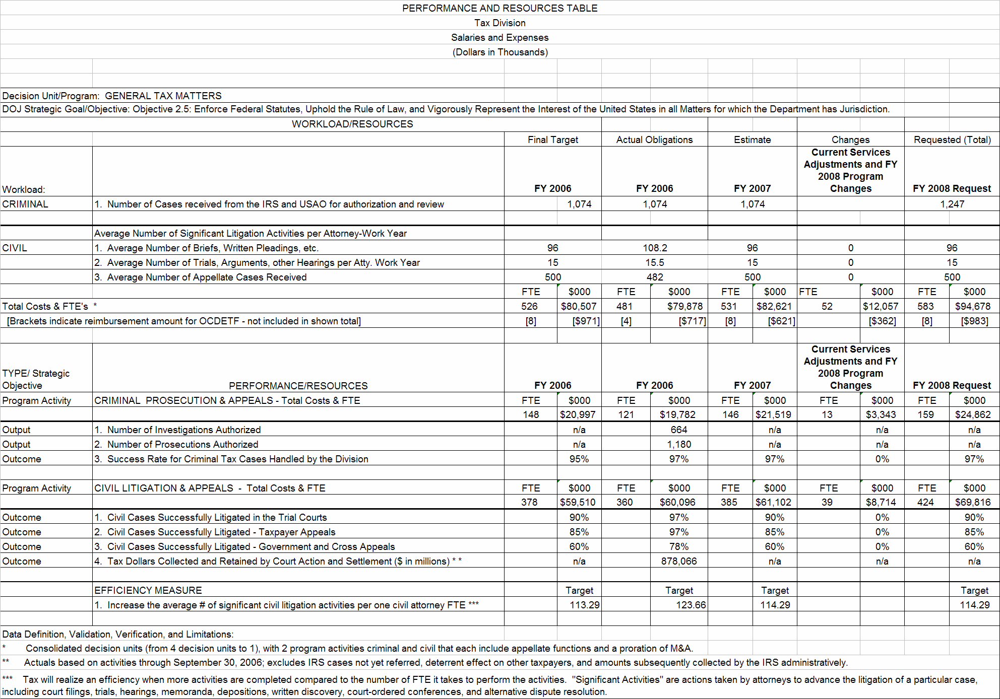 PERFORMANCE AND RESOURCES TABLE
Tax Division
Salaries and Expenses
(Dollars in Thousands)
Decision Unit/Program: GENERAL TAX MATTERS
DOJ Strategic Goal/Objective: Objective 2.5: Enforce Federal Statutes, Uphold the Rule of Law, and Vigorously Represent the Interest of the United States in all Matters for which the Department has Jurisdiction.
WORKLOAD/RESOURCES
Final Target Actual Obligations Estimate Changes Requested (Total)
Current Services
Adjustments and FY
2008 Program
Workload: FY 2006 FY 2006 FY 2007 Changes FY 2008 Request
CRIMINAL 1. Number of Cases received from the IRS and USAO for authorization and review 1,074 1,074 1,074 1,247
Average Number of Significant Litigation Activities per Attorney-Work Year
CIVIL 1. Average Number of Briefs, Written Pleadings, etc. 96 108.2 96 0 96
2. Average Number of Trials, Arguments, other Hearings per Atty. Work Year 15 15.5 15 0 15
3. Average Number of Appellate Cases Received 500 482 500 0 500
FTE $000 FTE $000 FTE $000 FTE $000 FTE $000
Total Costs & FTE's * 526 $80,507 481 $79,878 531 $82,621 52 $12,057 583 $94,678
[Brackets indicate reimbursement amount for OCDETF - not included in shown total] [8] [$971] [4] [$717] [8] [$621] [$362] [8] [$983]
Current Services
Adjustments and FY
2008 Program
TYPE/ Strategic
Objective PERFORMANCE/RESOURCES FY 2006 FY 2006 FY 2007 Changes FY 2008 Request
Program Activity CRIMINAL PROSECUTION & APPEALS - Total Costs & FTE FTE $000 FTE $000 FTE $000 FTE $000 FTE $000
148 $20,997 121 $19,782 146 $21,519 13 $3,343 159 $24,862
Output 1. Number of Investigations Authorized n/a 664 n/a n/a n/a
Output 2. Number of Prosecutions Authorized n/a 1,180 n/a n/a n/a
Outcome 3. Success Rate for Criminal Tax Cases Handled by the Division 95% 97% 97% 0% 97%
Program Activity CIVIL LITIGATION & APPEALS - Total Costs & FTE FTE $000 FTE $000 FTE $000 FTE $000 FTE $000
378 $59,510 360 $60,096 385 $61,102 39 $8,714 424 $69,816
Outcome 1. Civil Cases Successfully Litigated in the Trial Courts 90% 97% 90% 0% 90%
Outcome 2. Civil Cases Successfully Litigated - Taxpayer Appeals 85% 97% 85% 0% 85%
Outcome 3. Civil Cases Successfully Litigated - Government and Cross Appeals 60% 78% 60% 0% 60%
Outcome 4. Tax Dollars Collected and Retained by Court Action and Settlement ($ in millions) * * n/a 878,066 n/a n/a n/a
EFFICIENCY MEASURE Target Target Target Target
1. Increase the average # of significant civil litigation activities per one civil attorney FTE *** 113.29 123.66 114.29 114.29
Data Definition, Validation, Verification, and Limitations:
* Consolidated decision units (from 4 decision units to 1), with 2 program activities criminal and civil that each include appellate functions and a proration of M&A.
** Actuals based on activities through September 30, 2006; excludes IRS cases not yet referred, deterrent effect on other taxpayers, and amounts subsequently collected by the IRS administratively.
*** Tax will realize an efficiency when more activities are completed compared to the number of FTE it takes to perform the activities. "Significant Activities" are actions taken by attorneys to advance the litigation of a particular case,
including court filings, trials, hearings, memoranda, depositions, written discovery, court-ordered conferences, and alternative dispute resolution.